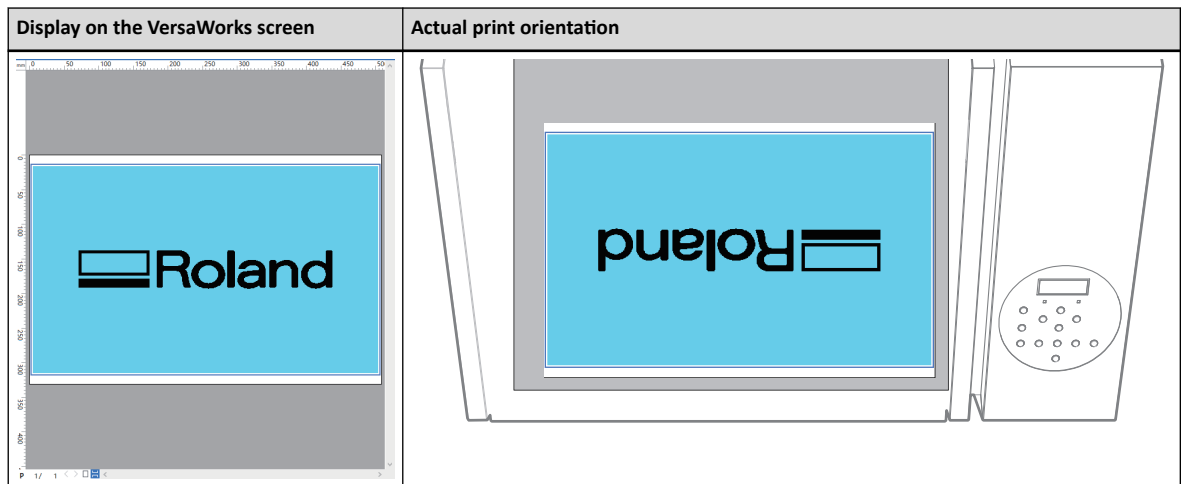 Display on the VersaWorks screen
Actual print orientation
mm 0 50 100 150 200 250 300 350 400 450 50
0
50
100
150
200
250
300
350
400
Roland
Roland
P 1/ 1